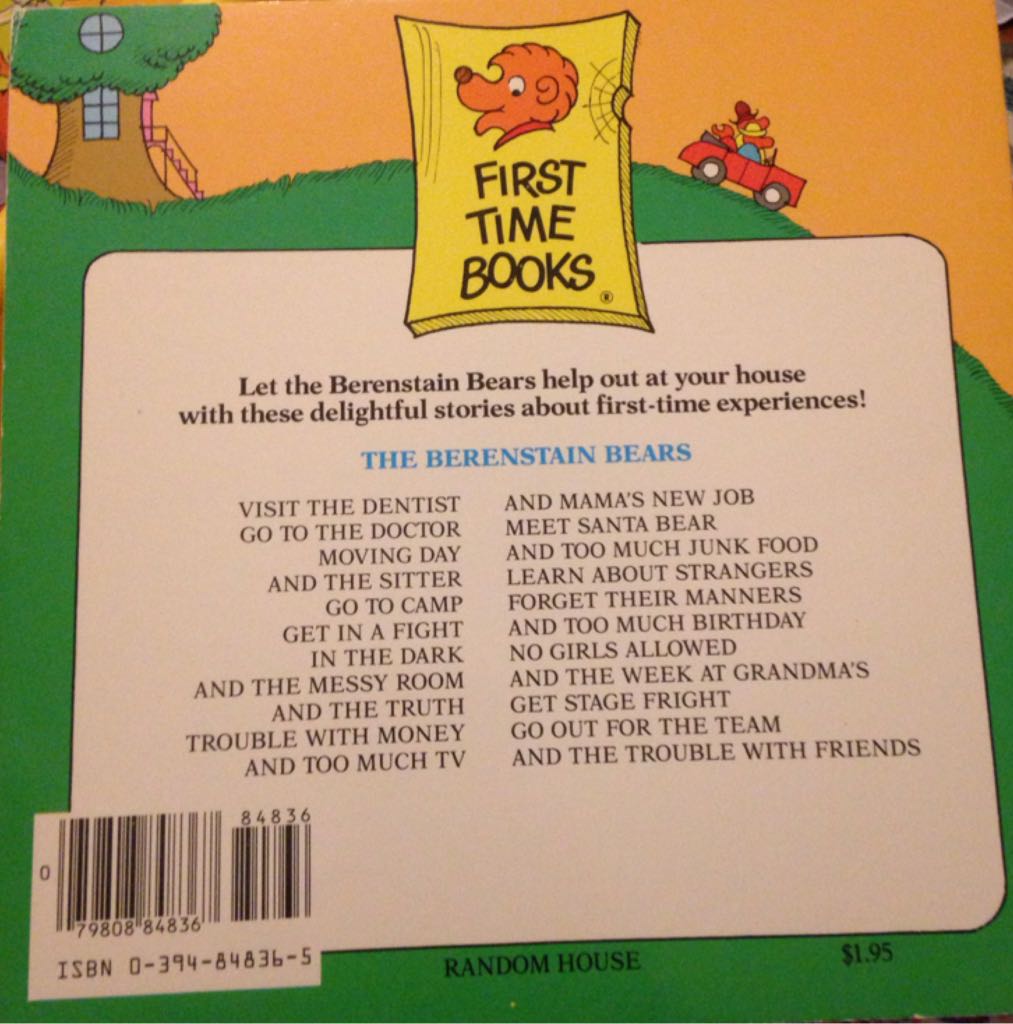 FIRST
TIME
BOOKS®
Let the Berenstain Bears help out at your house
with these delightful stories about first-time experiences!
THE BERENSTAIN BEARS
VISIT THE DENTIST
GO TO THE DOCTOR
MOVING DAY
AND THE SITTER
GO TO CAMP
GET IN A FIGHT
IN THE DARK
AND THE MESSY ROOM
AND THE TRUTH
TROUBLE WITH MONEY
AND TOO MUCH TV
AND MAMA'S NEW JOB
MEET SANTA BEAR
AND TOO MUCH JUNK FOOD
LEARN ABOUT STRANGERS
FORGET THEIR MANNERS
AND TOO MUCH BIRTHDAY
NO GIRLS ALLOWED
AND THE WEEK AT GRANDMA'S
GET STAGE FRIGHT
GO OUT FOR THE TEAM
AND THE TROUBLE WITH FRIENDS
84836
0
79808 84836
ISBN 0-394-84836-5
RANDOM HOUSE
$1.95